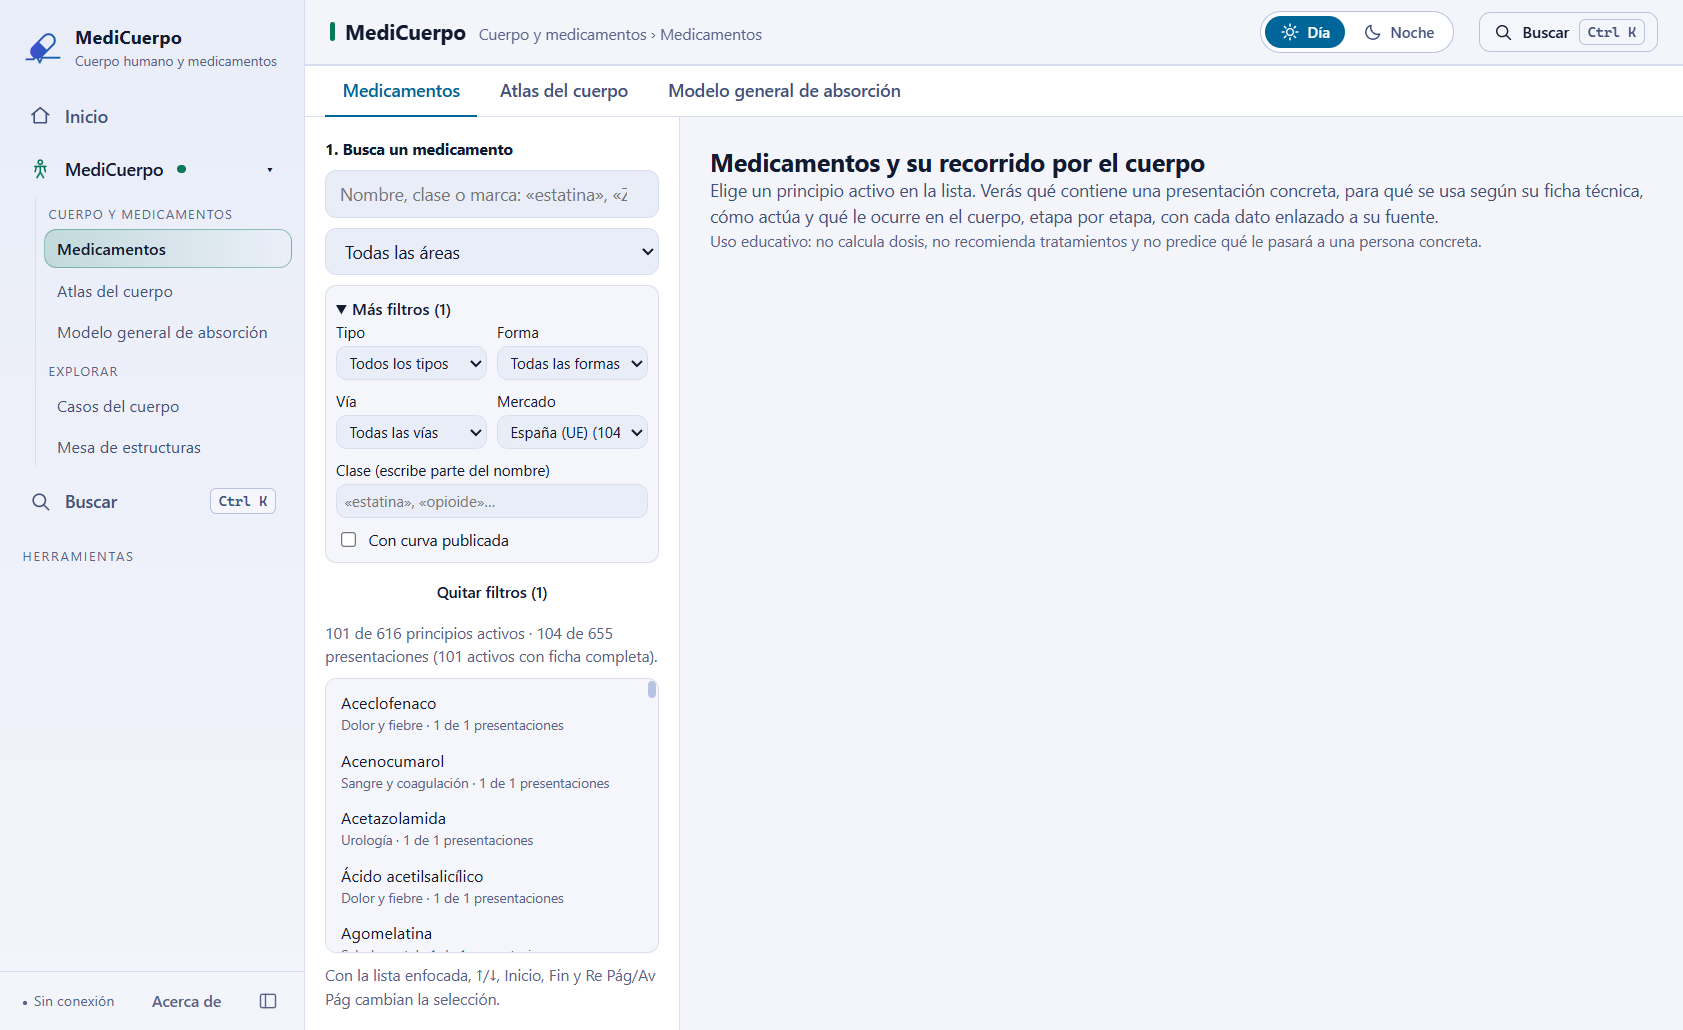 MediCuerpo
Cuerpo humano y medicamentos
Inicio
MediCuerpo
CUERPO Y MEDICAMENTOS
Medicamentos
Atlas del cuerpo
Modelo general de absorción
EXPLORAR
Casos del cuerpo
Mesa de estructuras
Buscar
Ctrl K
HERRAMIENTAS
Sin conexión
Acerca de
MediCuerpo
Cuerpo y medicamentos › Medicamentos
Día
Noche
Buscar
Ctrl K
Medicamentos
Atlas del cuerpo
Modelo general de absorción
1. Busca un medicamento
Nombre, clase o marca: «estatina», «Z
Todas las áreas
▼ Más filtros (1)
Tipo
Forma
Todos los tipos
Todas las formas
Vía
Mercado
Todas las vías
España (UE) (104
Clase (escribe parte del nombre)
«estatina», «opioide»...
Con curva publicada
Quitar filtros (1)
101 de 616 principios activos · 104 de 655
presentaciones (101 activos con ficha completa).
Aceclofenaco
Dolor y fiebre · 1 de 1 presentaciones
Acenocumarol
Sangre y coagulación · 1 de 1 presentaciones
Acetazolamida
Urología · 1 de 1 presentaciones
Ácido acetilsalicílico
Dolor y fiebre · 1 de 1 presentaciones
Agomelatina
Con la lista enfocada, ↑/↓, Inicio, Fin y Re Pág/Av
Pág cambian la selección.
Medicamentos y su recorrido por el cuerpo
Elige un principio activo en la lista. Verás qué contiene una presentación concreta, para qué se usa según su ficha técnica,
cómo actúa y qué le ocurre en el cuerpo, etapa por etapa, con cada dato enlazado a su fuente.
Uso educativo: no calcula dosis, no recomienda tratamientos y no predice qué le pasará a una persona concreta.